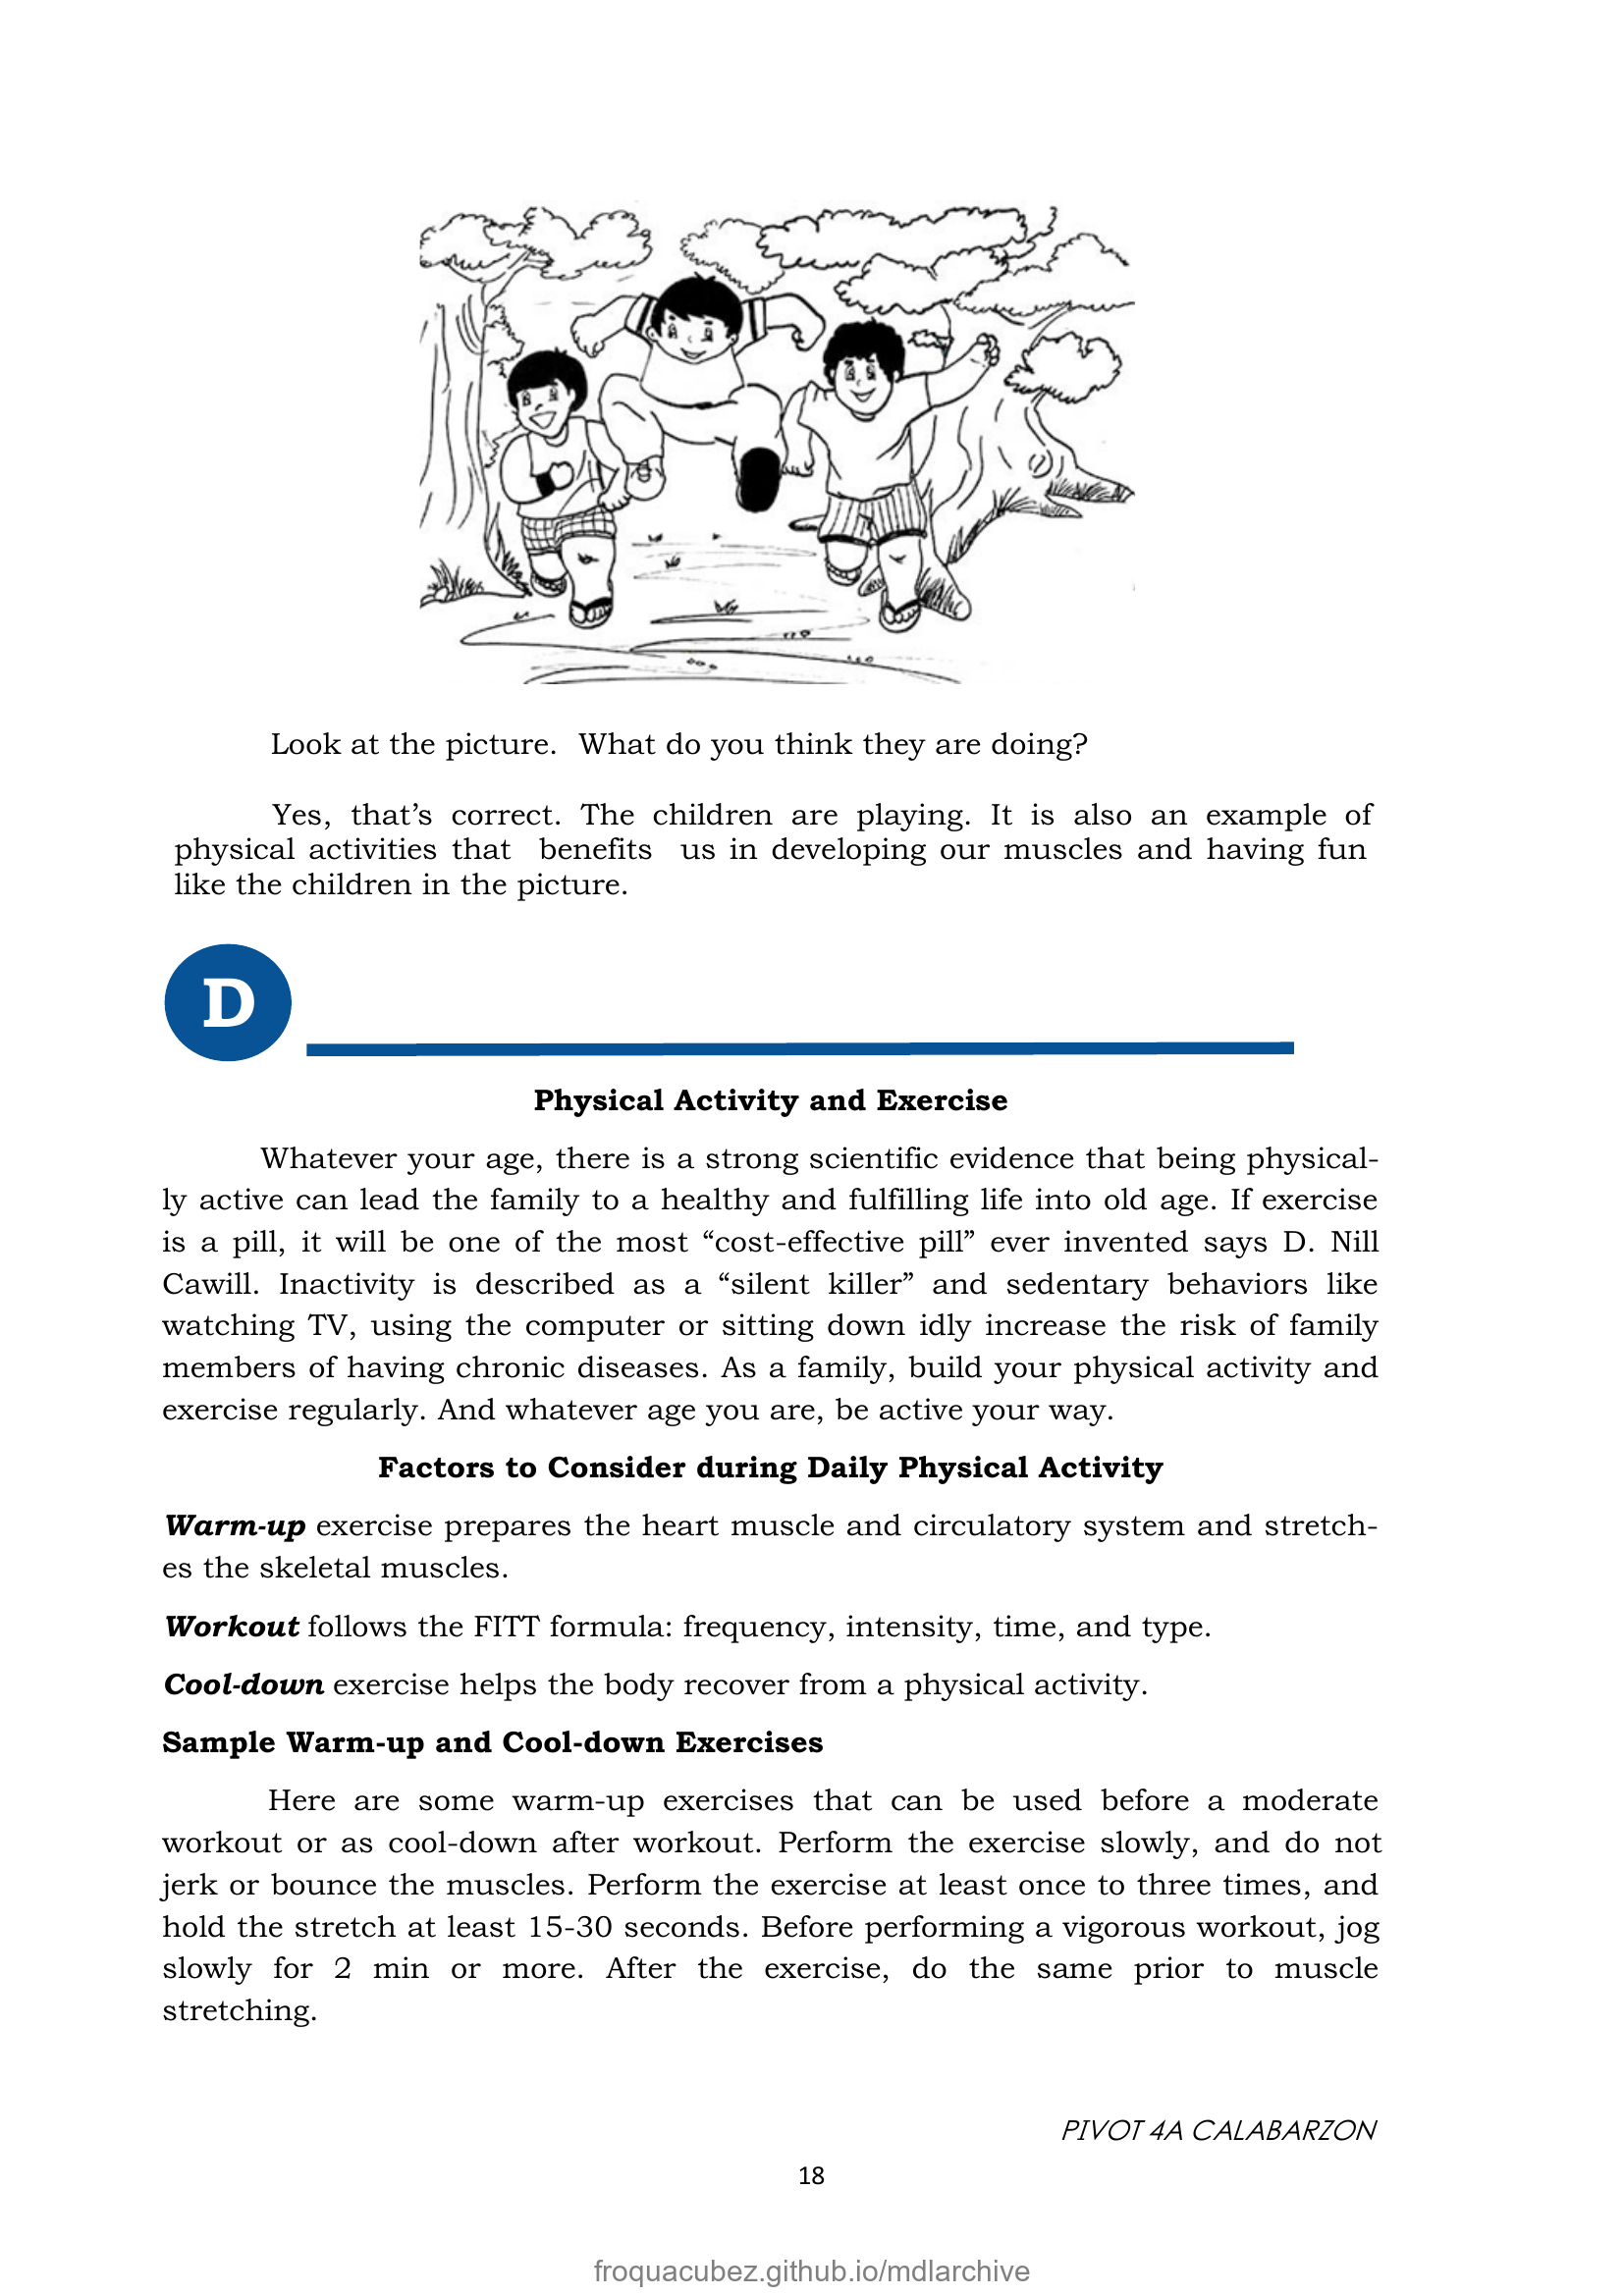 Look at the picture.  What do you think they are doing?
Yes, that’s correct. The children are playing. It is also an example of
physical activities that  benefits  us in developing our muscles and having fun
like the children in the picture.
D
Physical Activity and Exercise
Whatever your age, there is a strong scientific evidence that being physical-
ly active can lead the family to a healthy and fulfilling life into old age. If exercise
is a pill, it will be one of the most “cost-effective pill” ever invented says D. Nill
Cawill. Inactivity is described as a “silent killer” and sedentary behaviors like
watching TV, using the computer or sitting down idly increase the risk of family
members of having chronic diseases. As a family, build your physical activity and
exercise regularly. And whatever age you are, be active your way.
Factors to Consider during Daily Physical Activity
Warm-up exercise prepares the heart muscle and circulatory system and stretch-
es the skeletal muscles.
Workout follows the FITT formula: frequency, intensity, time, and type.
Cool-down exercise helps the body recover from a physical activity.
Sample Warm-up and Cool-down Exercises
Here are some warm-up exercises that can be used before a moderate
workout or as cool-down after workout. Perform the exercise slowly, and do not
jerk or bounce the muscles. Perform the exercise at least once to three times, and
hold the stretch at least 15-30 seconds. Before performing a vigorous workout, jog
slowly for 2 min or more. After the exercise, do the same prior to muscle
stretching.
PIVOT 4A CALABARZON
18
froquacubez.github.io/mdlarchive